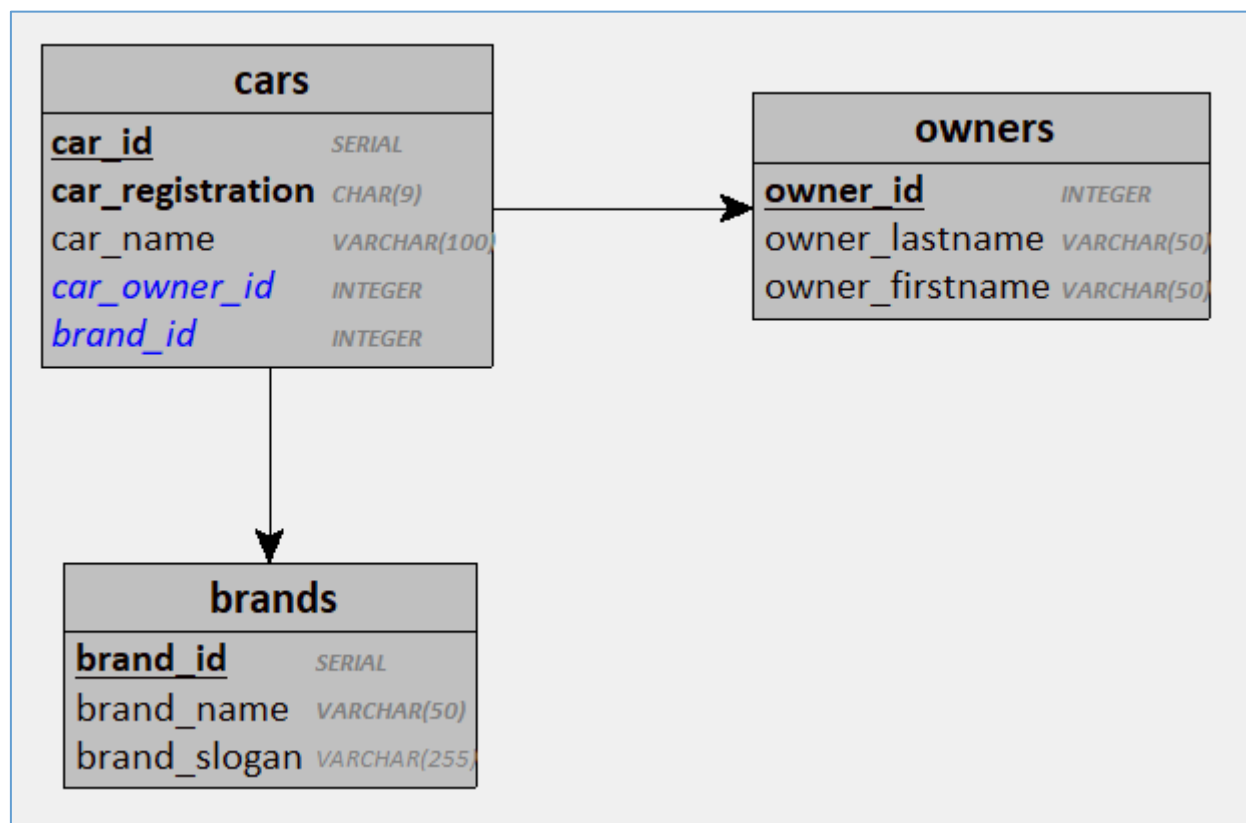 cars
car_id SERIAL
car_registration CHAR(9)
car_name VARCHAR(100)
car_owner_id INTEGER
brand_id INTEGER
owners
owner_id INTEGER
owner_lastname VARCHAR(50)
owner_firstname VARCHAR(50)
brands
brand_id SERIAL
brand_name VARCHAR(50)
brand_slogan VARCHAR(255)